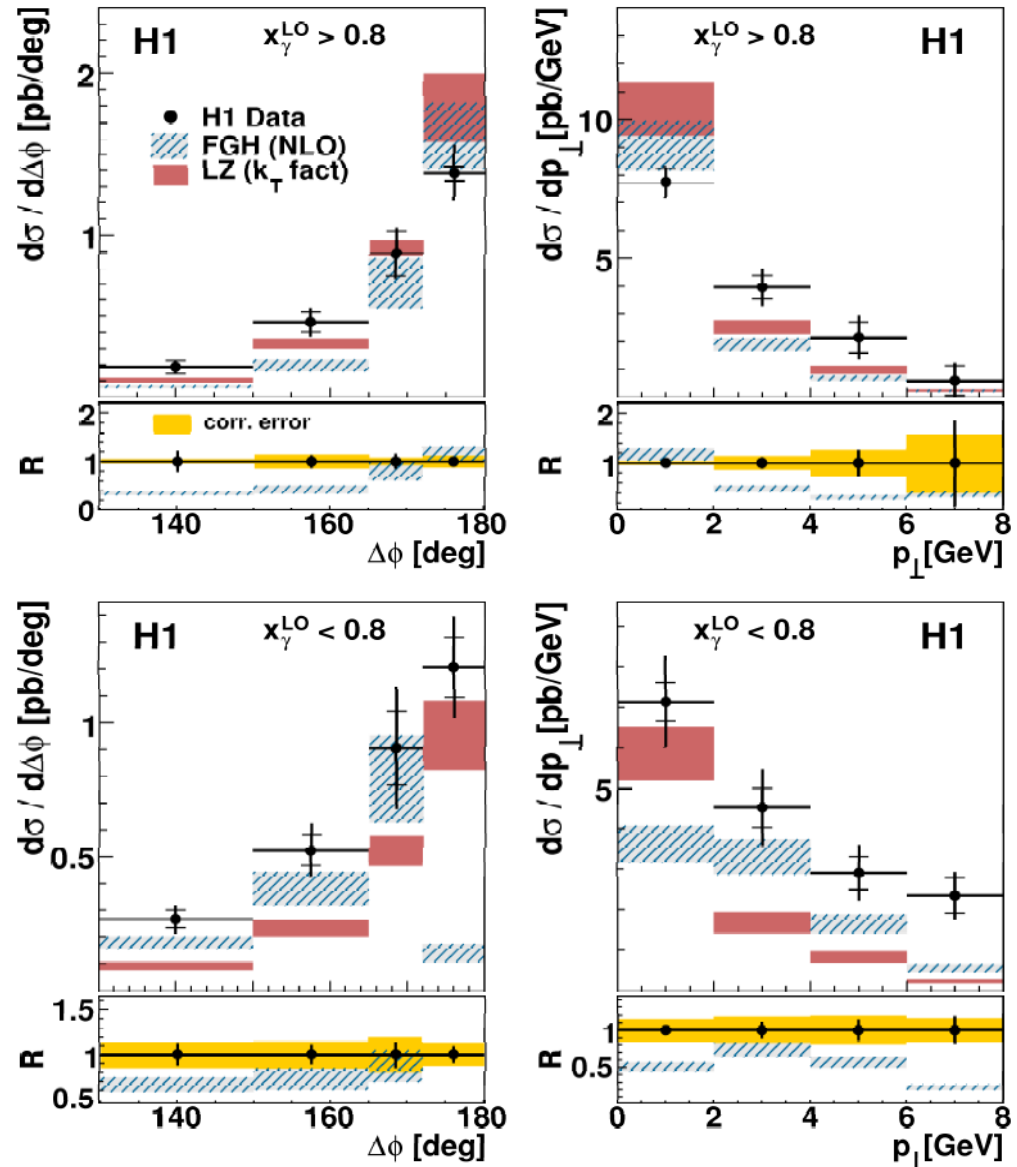 H1
x_γ^LO > 0.8
dσ / dΔφ [pb/deg]
2
1
H1 Data
FGH (NLO)
LZ (k_T fact)
R
2
1
0
corr. error
140
160
180
Δφ [deg]
x_γ^LO > 0.8
H1
dσ / dp_⊥ [pb/GeV]
10
5
R
2
1
0
2
4
6
8
p_⊥[GeV]
H1
x_γ^LO < 0.8
dσ / dΔφ [pb/deg]
1
0.5
R
1.5
1
0.5
140
160
180
Δφ [deg]
x_γ^LO < 0.8
H1
dσ / dp_⊥ [pb/GeV]
5
R
1
0.5
0
2
4
6
8
p_⊥[GeV]